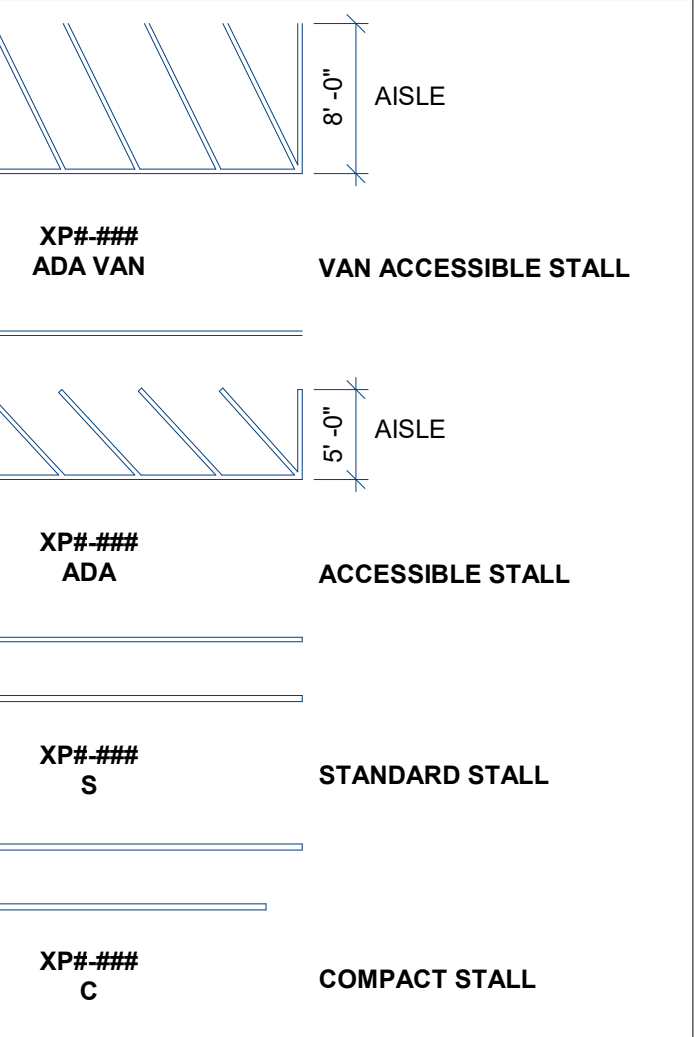 8' -0"
AISLE
XP#-###
ADA VAN
VAN ACCESSIBLE STALL
5' -0"
AISLE
XP#-###
ADA
ACCESSIBLE STALL
XP#-###
S
STANDARD STALL
XP#-###
C
COMPACT STALL